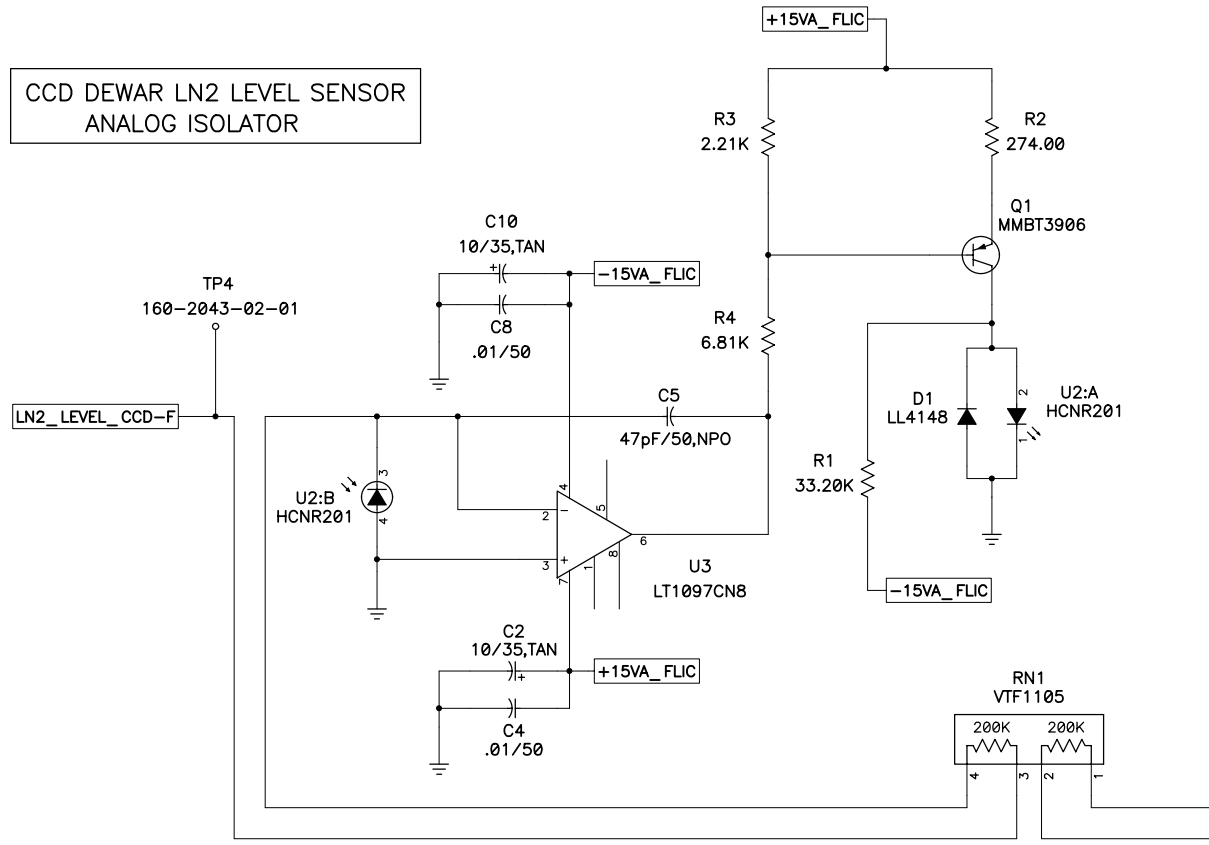 +15VA_FLIC
CCD DEWAR LN2 LEVEL SENSOR
ANALOG ISOLATOR
R3
2.21K
R2
274.00
Q1
MMBT3906
C10
10/35,TAN
+
-15VA_FLIC
TP4
160-2043-02-01
C8
.01/50
R4
6.81K
LN2_LEVEL_CCD-F
C5
47pF/50,NPO
D1
LL4148
2
1
U2:A
HCNR201
R1
33.20K
3
4
U2:B
HCNR201
4
5
2
-
3
+
6
8
1
7
U3
LT1097CN8
-15VA_FLIC
C2
10/35,TAN
+
+15VA_FLIC
C4
.01/50
RN1
VTF1105
200K
200K
4
3
2
1